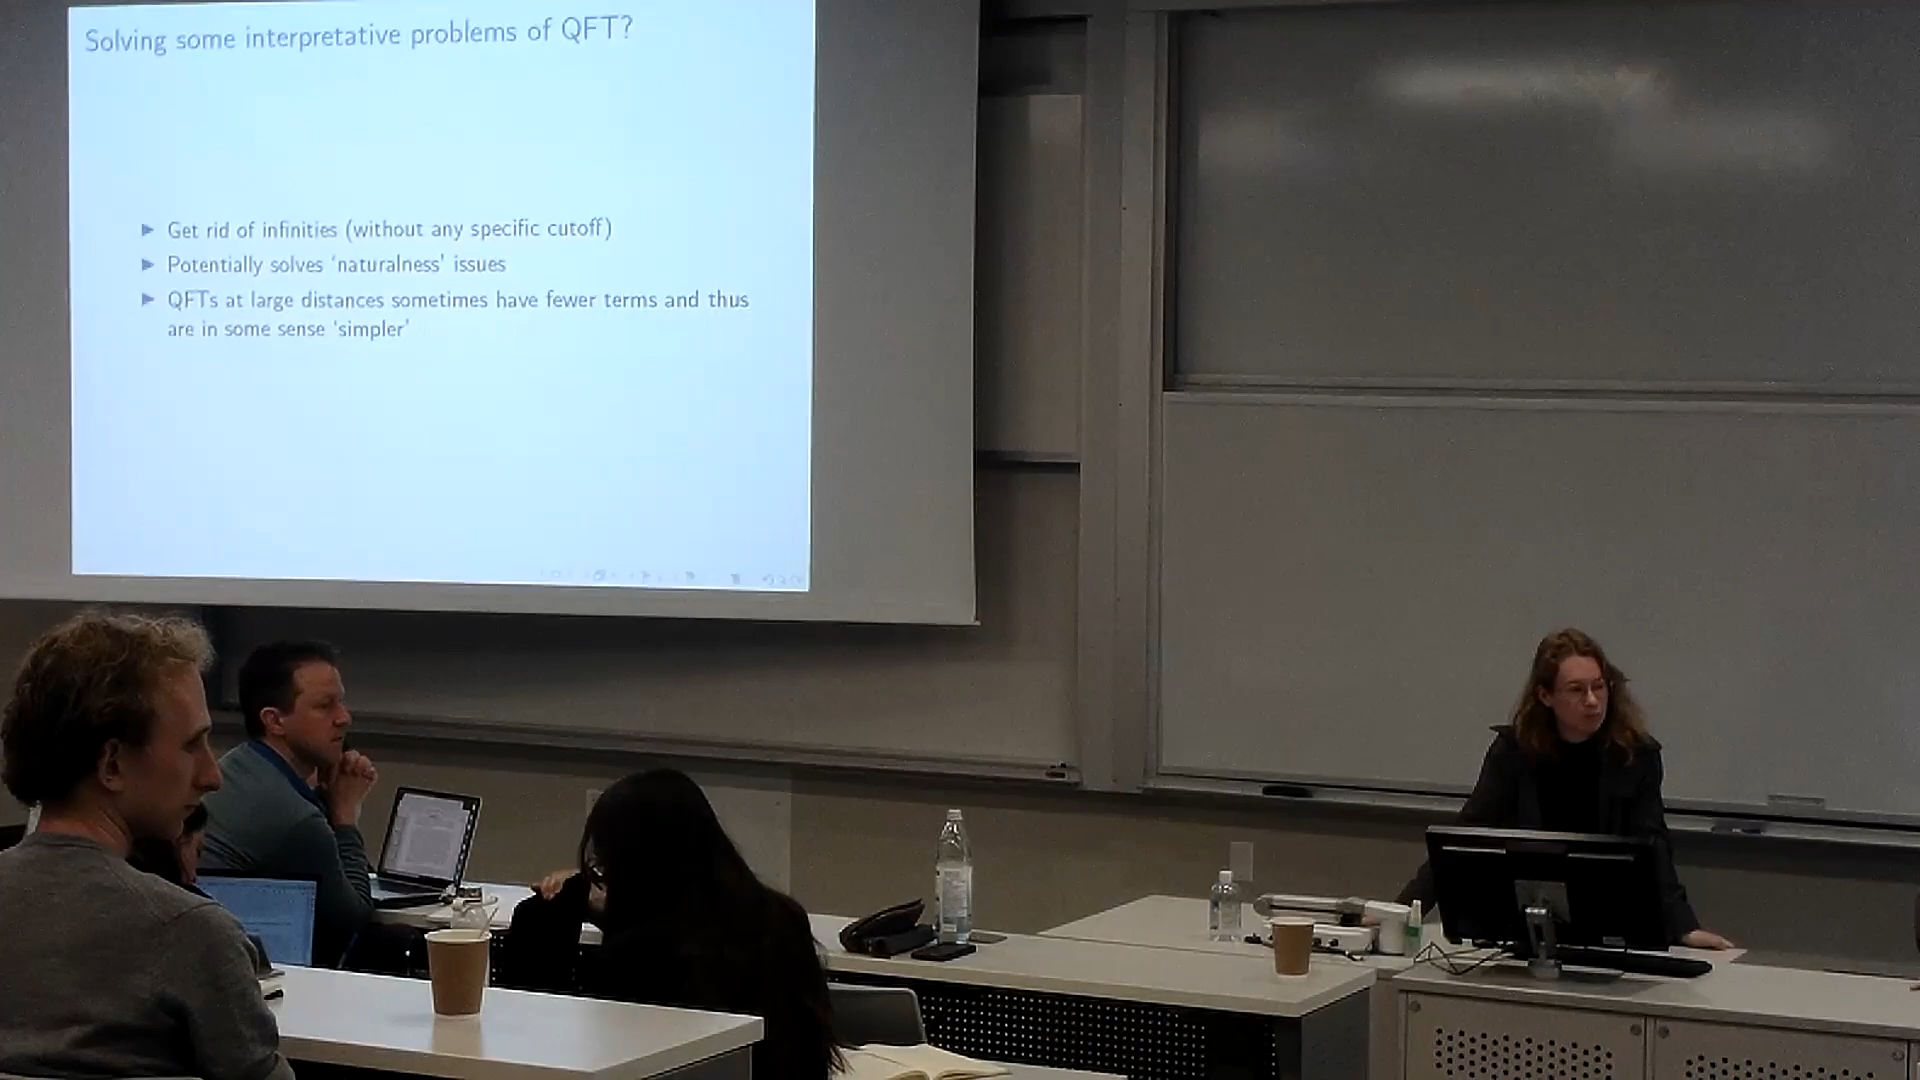 Solving some interpretative problems of QFT?
▶ Get rid of infinities (without any specific cutoff)
▶ Potentially solves ‘naturalness’ issues
▶ QFTs at large distances sometimes have fewer terms and thus
are in some sense ‘simpler’